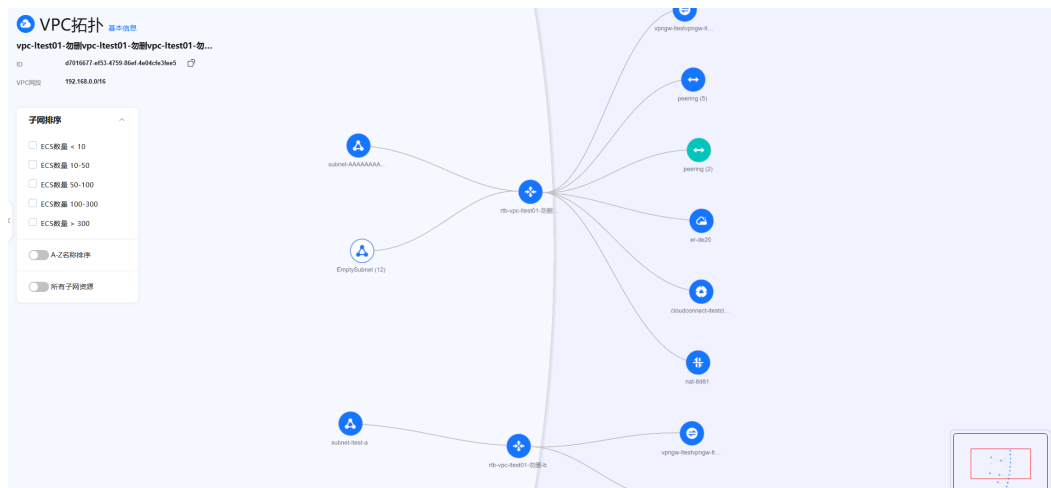 VPC拓扑 基本信息
vpc-ltest01-勿删vpc-ltest01-勿删vpc-ltest01-勿...
ID d7016677-ef53-4759-86ef-4e04cfe3fee5
VPC网段 192.168.0.0/16
子网排序
ECS数量 < 10
ECS数量 10-50
ECS数量 50-100
ECS数量 100-300
ECS数量 > 300
A-Z名称排序
所有子网资源
vpngw-ltestvpngw-lt...
peering (5)
subnet-AAAAAAAA...
peering (2)
rtb-vpc-ltest01-勿删...
er-de20
EmptySubnet (12)
cloudconnect-ltestcl...
nat-8d81
subnet-ltest-a
vpngw-ltestvpngw-lt...
rtb-vpc-ltest01-勿删-b